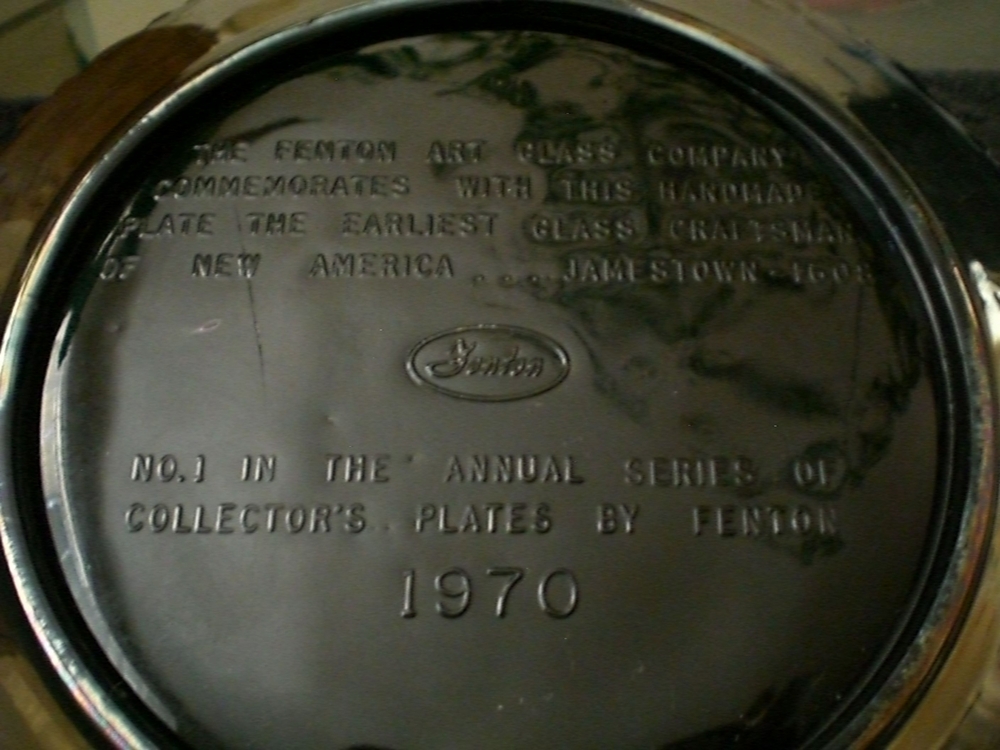 THE FENTON ART GLASS COMPANY
COMMEMORATES WITH THIS HANDMADE
PLATE THE EARLIEST GLASS CRAFTSMAN
OF NEW AMERICA . . . . JAMESTOWN-1608
Fenton
NO.1 IN THE ANNUAL SERIES OF
COLLECTOR'S PLATES BY FENTON
1970